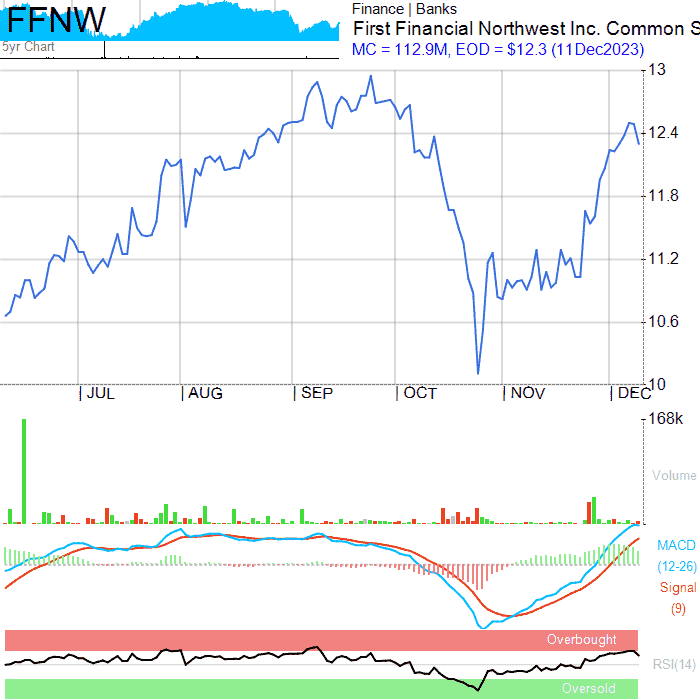 FFNW
5yr Chart
Finance | Banks
First Financial Northwest Inc. Common S
MC = 112.9M, EOD = $12.3 (11Dec2023)
13
12.4
11.8
11.2
10.6
10
JUL AUG SEP OCT NOV DEC
168k
Volume
MACD
(12-26)
Signal
(9)
Overbought
RSI(14)
Oversold